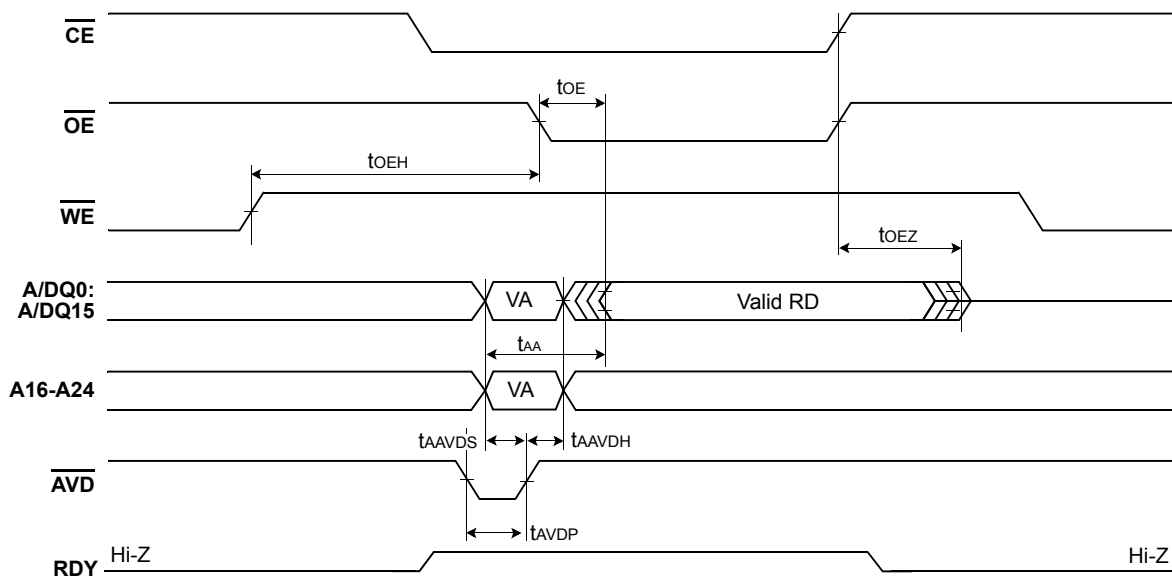 CE
tOE
OE
tOEH
WE
tOEZ
A/DQ0:
A/DQ15
VA
Valid RD
tAA
A16-A24
VA
tAAVDS
tAAVDH
AVD
tAVDP
Hi-Z
Hi-Z
RDY